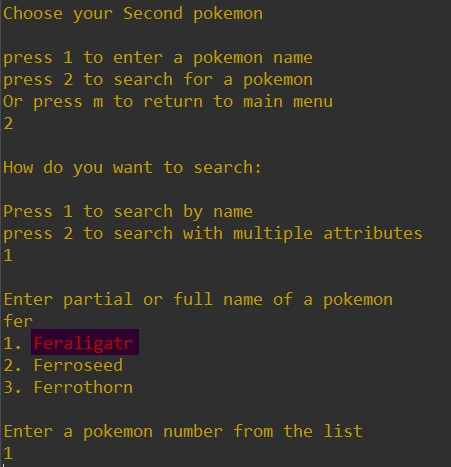 Choose your Second pokemon
press 1 to enter a pokemon name
press 2 to search for a pokemon
Or press m to return to main menu
2
How do you want to search:
Press 1 to search by name
press 2 to search with multiple attributes
1
Enter partial or full name of a pokemon
fer
1. Feraligatr
2. Ferroseed
3. Ferrothorn
Enter a pokemon number from the list
1